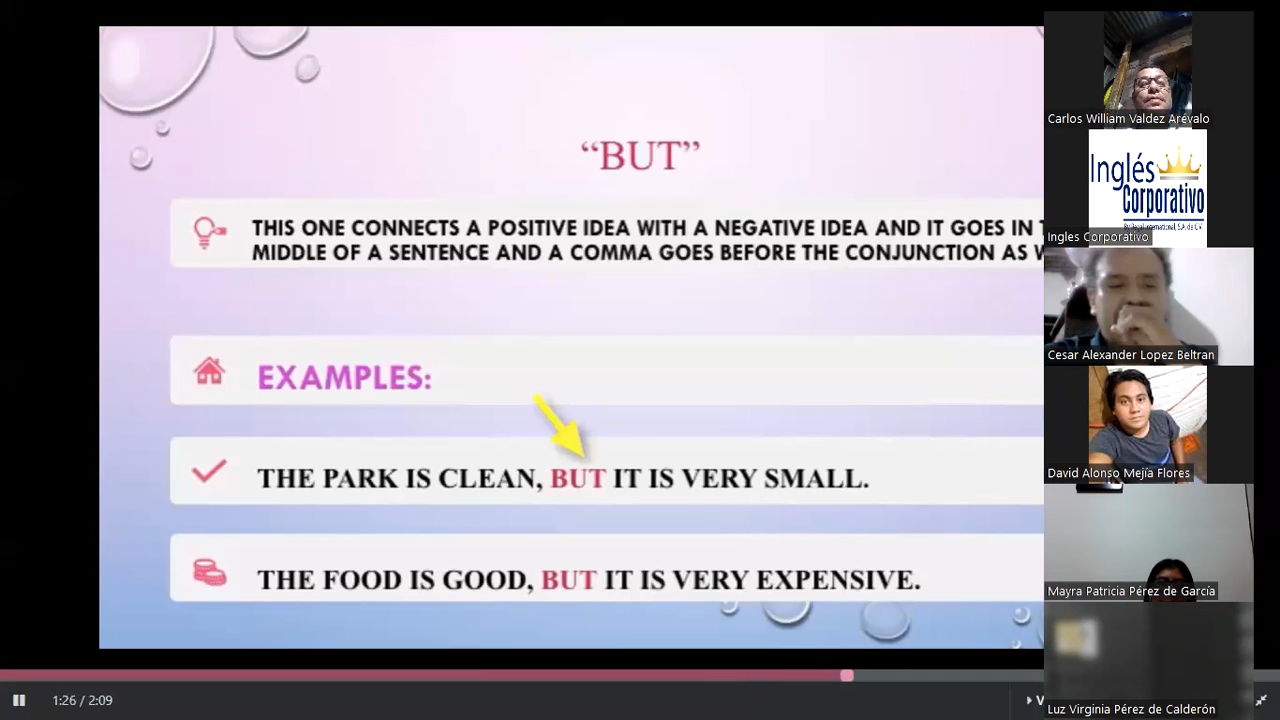 “BUT”
THIS ONE CONNECTS A POSITIVE IDEA WITH A NEGATIVE IDEA AND IT GOES IN
MIDDLE OF A SENTENCE AND A COMMA GOES BEFORE THE CONJUNCTION AS
EXAMPLES:
THE PARK IS CLEAN, BUT IT IS VERY SMALL.
THE FOOD IS GOOD, BUT IT IS VERY EXPENSIVE.
1:26 / 2:09
Carlos William Valdez Arévalo
Inglés
Corporativo
Ingles Corporativo
Cesar Alexander Lopez Beltran
David Alonso Mejía Flores
Mayra Patricia Pérez de García
Luz Virginia Pérez de Calderón